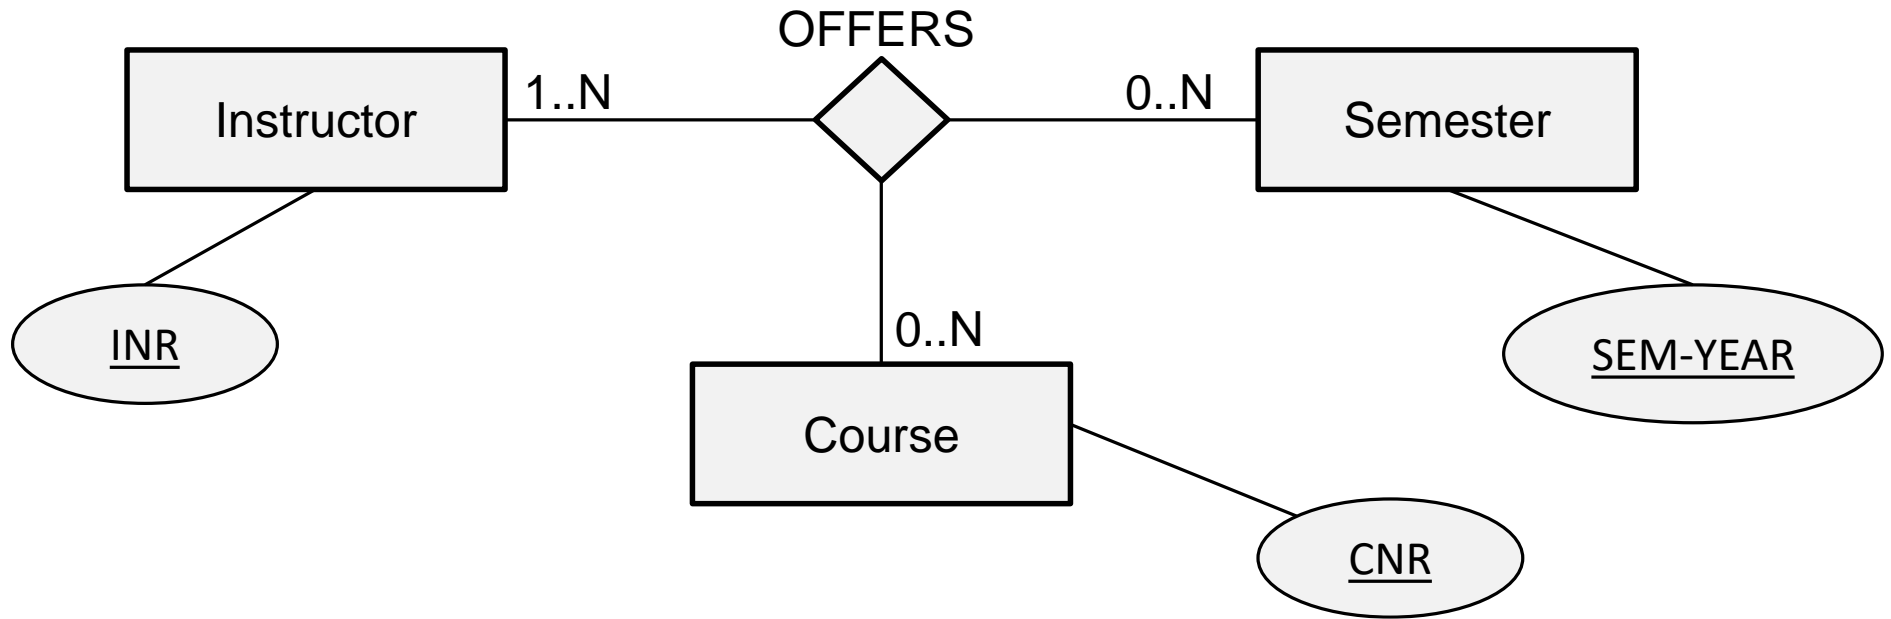 OFFERS
Instructor
1..N
0..N
Semester
INR
0..N
SEM-YEAR
Course
CNR